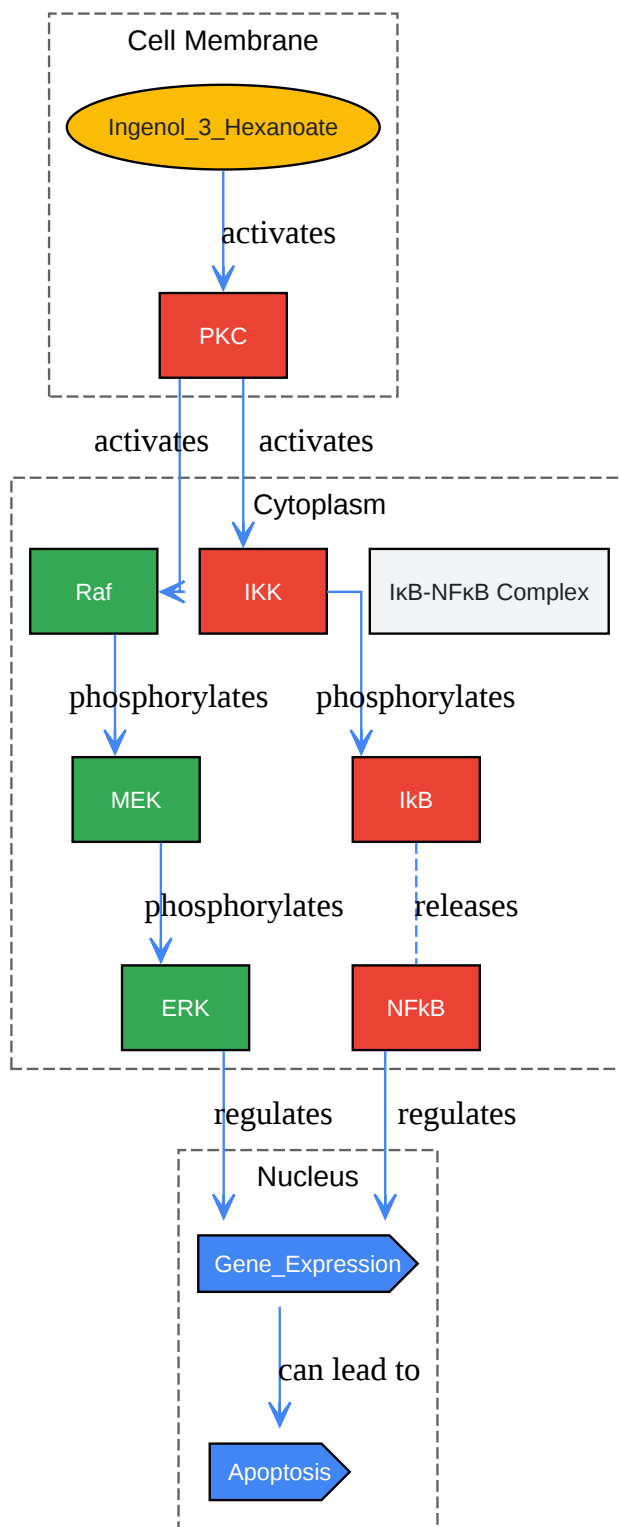 Cell Membrane
Ingenol_3_Hexanoate
activates
PKC
activates
activates
Cytoplasm
Raf
IKK
IκB-NFκB Complex
phosphorylates
phosphorylates
MEK
IkB
phosphorylates
releases
ERK
NFkB
regulates
regulates
Nucleus
Gene_Expression
can lead to
Apoptosis